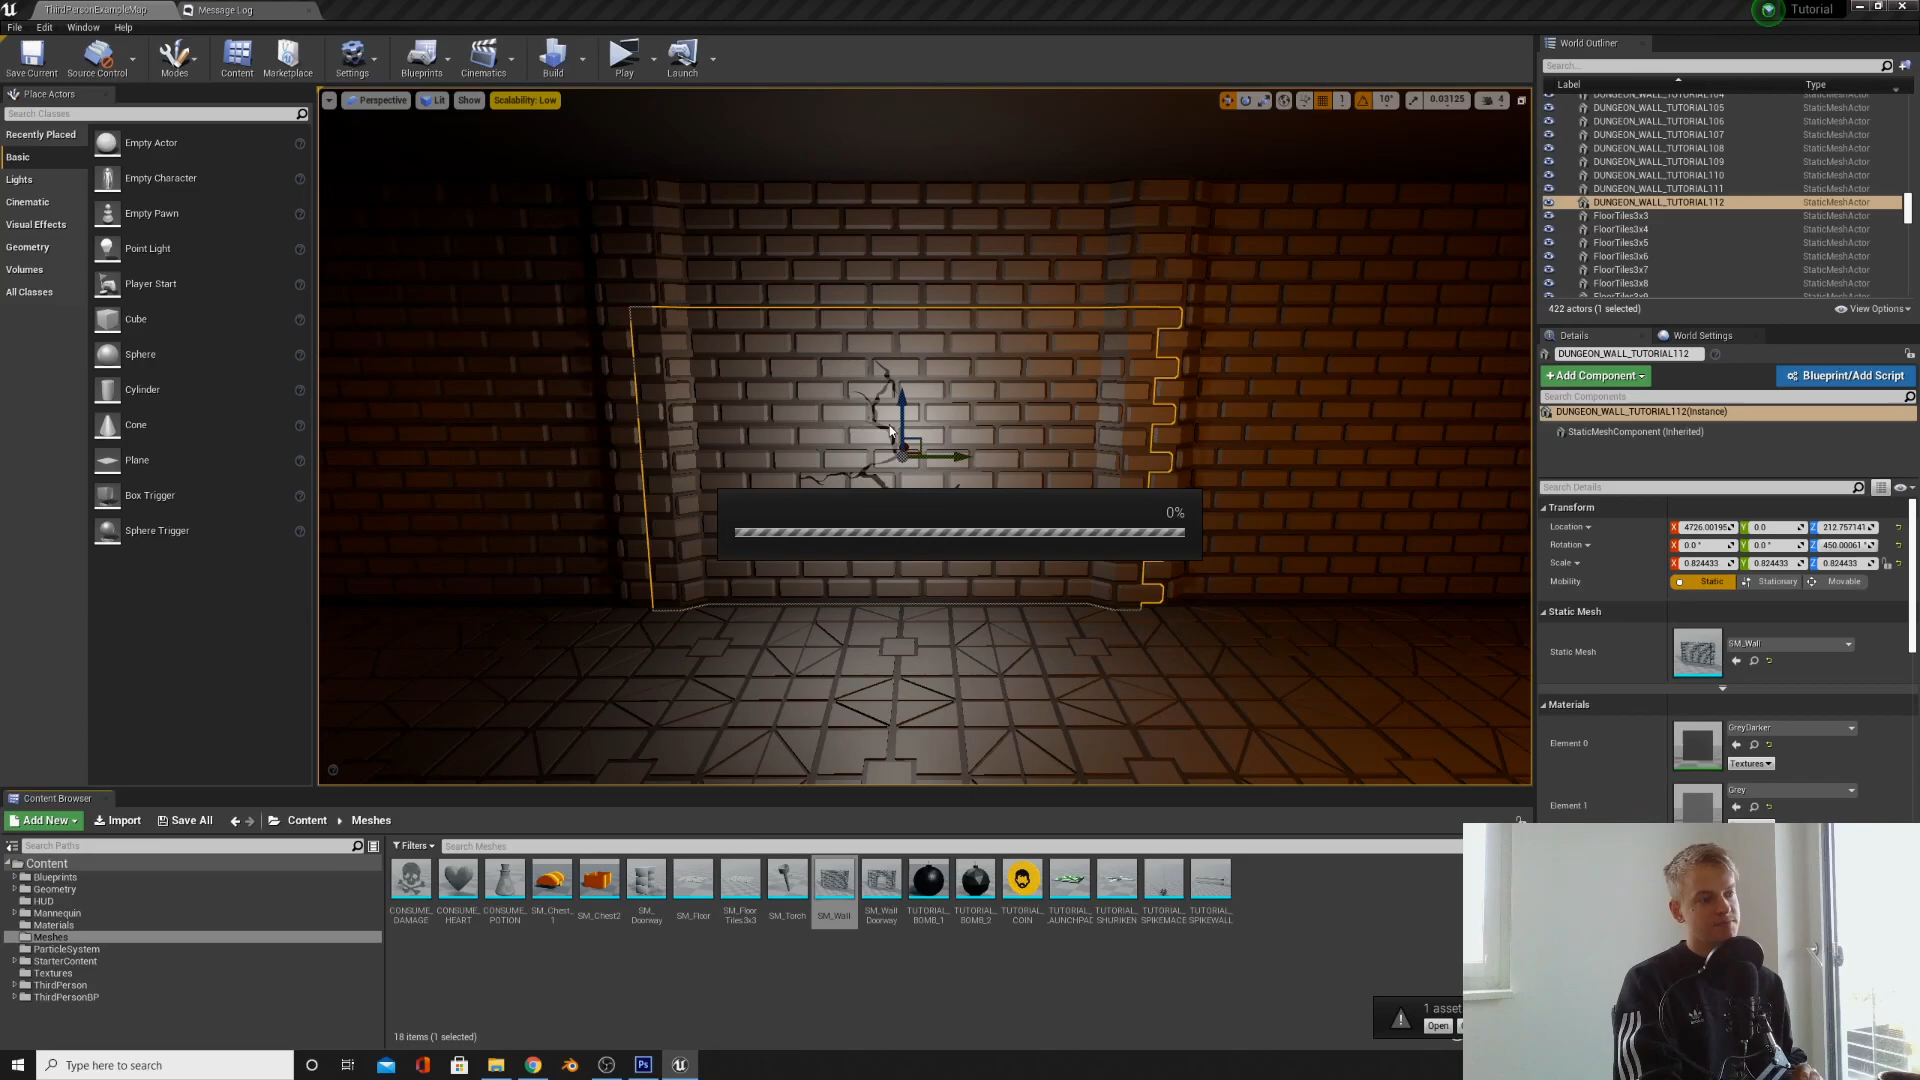 ThirdPersonExampleMap
Message Log
Tutorial
File Edit Window Help
Save Current
Source Control
Modes
Content
Marketplace
Settings
Blueprints
Cinematics
Build
Play
Launch
Place Actors
Search Classes
Recently Placed
Basic
Lights
Cinematic
Visual Effects
Geometry
Volumes
All Classes
Empty Actor
Empty Character
Empty Pawn
Point Light
Player Start
Cube
Sphere
Cylinder
Cone
Plane
Box Trigger
Sphere Trigger
Perspective
Lit
Show
Scalability: Low
1
10°
0.03125
4
0%
World Outliner
Search...
Label Type
DUNGEON_WALL_TUTORIAL104 StaticMeshActor
DUNGEON_WALL_TUTORIAL105 StaticMeshActor
DUNGEON_WALL_TUTORIAL106 StaticMeshActor
DUNGEON_WALL_TUTORIAL107 StaticMeshActor
DUNGEON_WALL_TUTORIAL108 StaticMeshActor
DUNGEON_WALL_TUTORIAL109 StaticMeshActor
DUNGEON_WALL_TUTORIAL110 StaticMeshActor
DUNGEON_WALL_TUTORIAL111 StaticMeshActor
DUNGEON_WALL_TUTORIAL112 StaticMeshActor
FloorTiles3x3 StaticMeshActor
FloorTiles3x4 StaticMeshActor
FloorTiles3x5 StaticMeshActor
FloorTiles3x6 StaticMeshActor
FloorTiles3x7 StaticMeshActor
FloorTiles3x8 StaticMeshActor
FloorTiles3x9 StaticMeshActor
422 actors (1 selected)
View Options
Details
World Settings
DUNGEON_WALL_TUTORIAL112
+Add Component
Blueprint/Add Script
Search Components
DUNGEON_WALL_TUTORIAL112(Instance)
StaticMeshComponent (Inherited)
Search Details
Transform
Location X 4726.00195 Y 0.0 Z 212.757141
Rotation X 0.0 ° Y 0.0 ° Z 450.00061 °
Scale X 0.824433 Y 0.824433 Z 0.824433
Mobility Static Stationary Movable
Static Mesh
Static Mesh SM_Wall
Materials
Element 0 GreyDarker
Textures
Element 1 Grey
Content Browser
Add New
Import
Save All
Content
Meshes
Search Paths
Filters
Search Meshes
Content
Blueprints
Geometry
HUD
Mannequin
Materials
Meshes
ParticleSystem
StarterContent
Textures
ThirdPerson
ThirdPersonBP
CONSUME_DAMAGE
CONSUME_HEART
CONSUME_POTION
SM_Chest_1
SM_Chest2
SM_Doorway
SM_Floor
SM_Floor Tiles3x3
SM_Torch
SM_Wall
SM_Wall Doorway
TUTORIAL_BOMB_1
TUTORIAL_BOMB_2
TUTORIAL_COIN
TUTORIAL_LAUNCHPAD
TUTORIAL_SHURIKEN
TUTORIAL_SPIKEMACE
TUTORIAL_SPIKEWALL
18 items (1 selected)
1 asset
Open
Type here to search